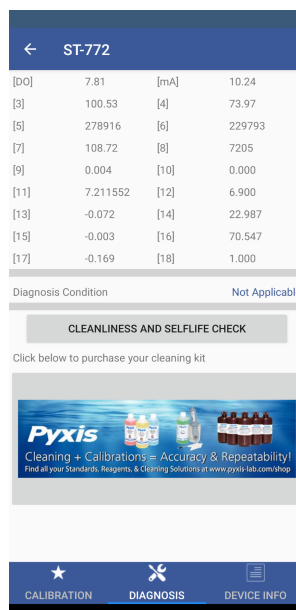 ST-772
[DO] 7.81 [mA] 10.24
[3] 100.53 [4] 73.97
[5] 278916 [6] 229793
[7] 108.72 [8] 7205
[9] 0.004 [10] 0.000
[11] 7.211552 [12] 6.900
[13] -0.072 [14] 22.987
[15] -0.003 [16] 70.547
[17] -0.169 [18] 1.000
Diagnosis Condition Not Applicabl
CLEANLINESS AND SELFLIFE CHECK
Click below to purchase your cleaning kit
Pyxis
Cleaning + Calibrations = Accuracy & Repeatability!
Find all your Standards, Reagents, & Cleaning Solutions at www.pyxis-lab.com/shop
CALIBRATION DIAGNOSIS DEVICE INFO